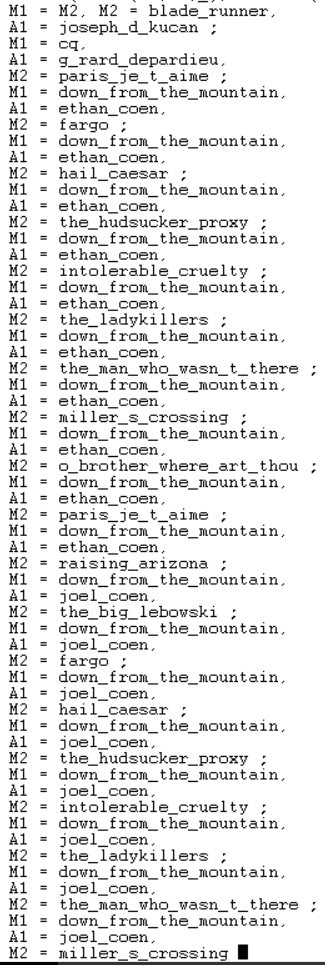 M1 = M2, M2 = blade_runner,
A1 = joseph_d_kucan ;
M1 = cq,
A1 = g_rard_depardieu,
M2 = paris_je_t_aime ;
M1 = down_from_the_mountain,
A1 = ethan_coen,
M2 = fargo ;
M1 = down_from_the_mountain,
A1 = ethan_coen,
M2 = hail_caesar ;
M1 = down_from_the_mountain,
A1 = ethan_coen,
M2 = the_hudsucker_proxy ;
M1 = down_from_the_mountain,
A1 = ethan_coen,
M2 = intolerable_cruelty ;
M1 = down_from_the_mountain,
A1 = ethan_coen,
M2 = the_ladykillers ;
M1 = down_from_the_mountain,
A1 = ethan_coen,
M2 = the_man_who_wasn_t_there ;
M1 = down_from_the_mountain,
A1 = ethan_coen,
M2 = miller_s_crossing ;
M1 = down_from_the_mountain,
A1 = ethan_coen,
M2 = o_brother_where_art_thou ;
M1 = down_from_the_mountain,
A1 = ethan_coen,
M2 = paris_je_t_aime ;
M1 = down_from_the_mountain,
A1 = ethan_coen,
M2 = raising_arizona ;
M1 = down_from_the_mountain,
A1 = joel_coen,
M2 = the_big_lebowski ;
M1 = down_from_the_mountain,
A1 = joel_coen,
M2 = fargo ;
M1 = down_from_the_mountain,
A1 = joel_coen,
M2 = hail_caesar ;
M1 = down_from_the_mountain,
A1 = joel_coen,
M2 = the_hudsucker_proxy ;
M1 = down_from_the_mountain,
A1 = joel_coen,
M2 = intolerable_cruelty ;
M1 = down_from_the_mountain,
A1 = joel_coen,
M2 = the_ladykillers ;
M1 = down_from_the_mountain,
A1 = joel_coen,
M2 = the_man_who_wasn_t_there ;
M1 = down_from_the_mountain,
A1 = joel_coen,
M2 = miller_s_crossing